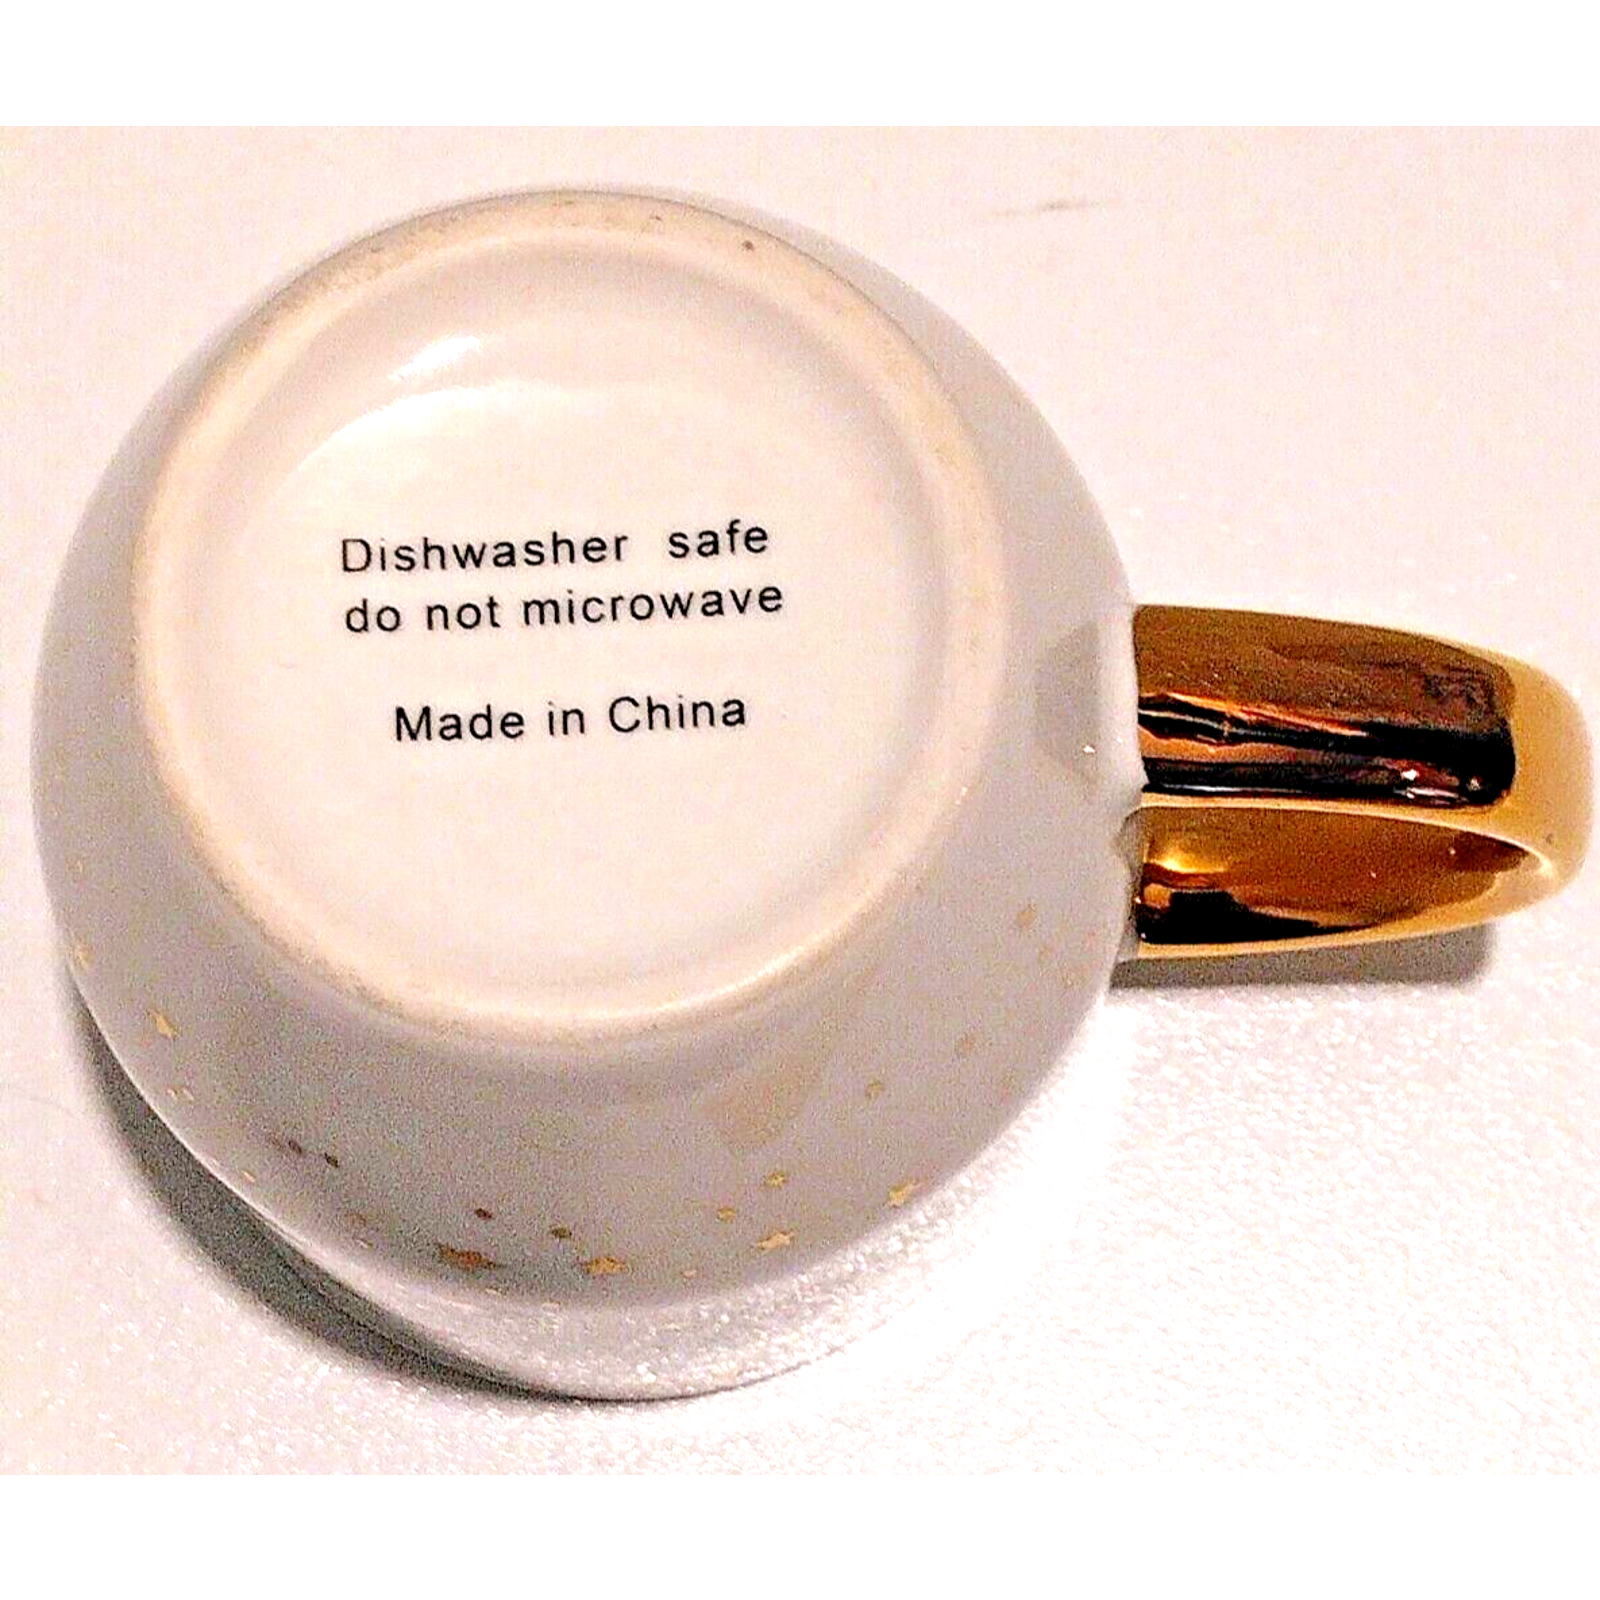 Dishwasher safe
do not microwave
Made in China